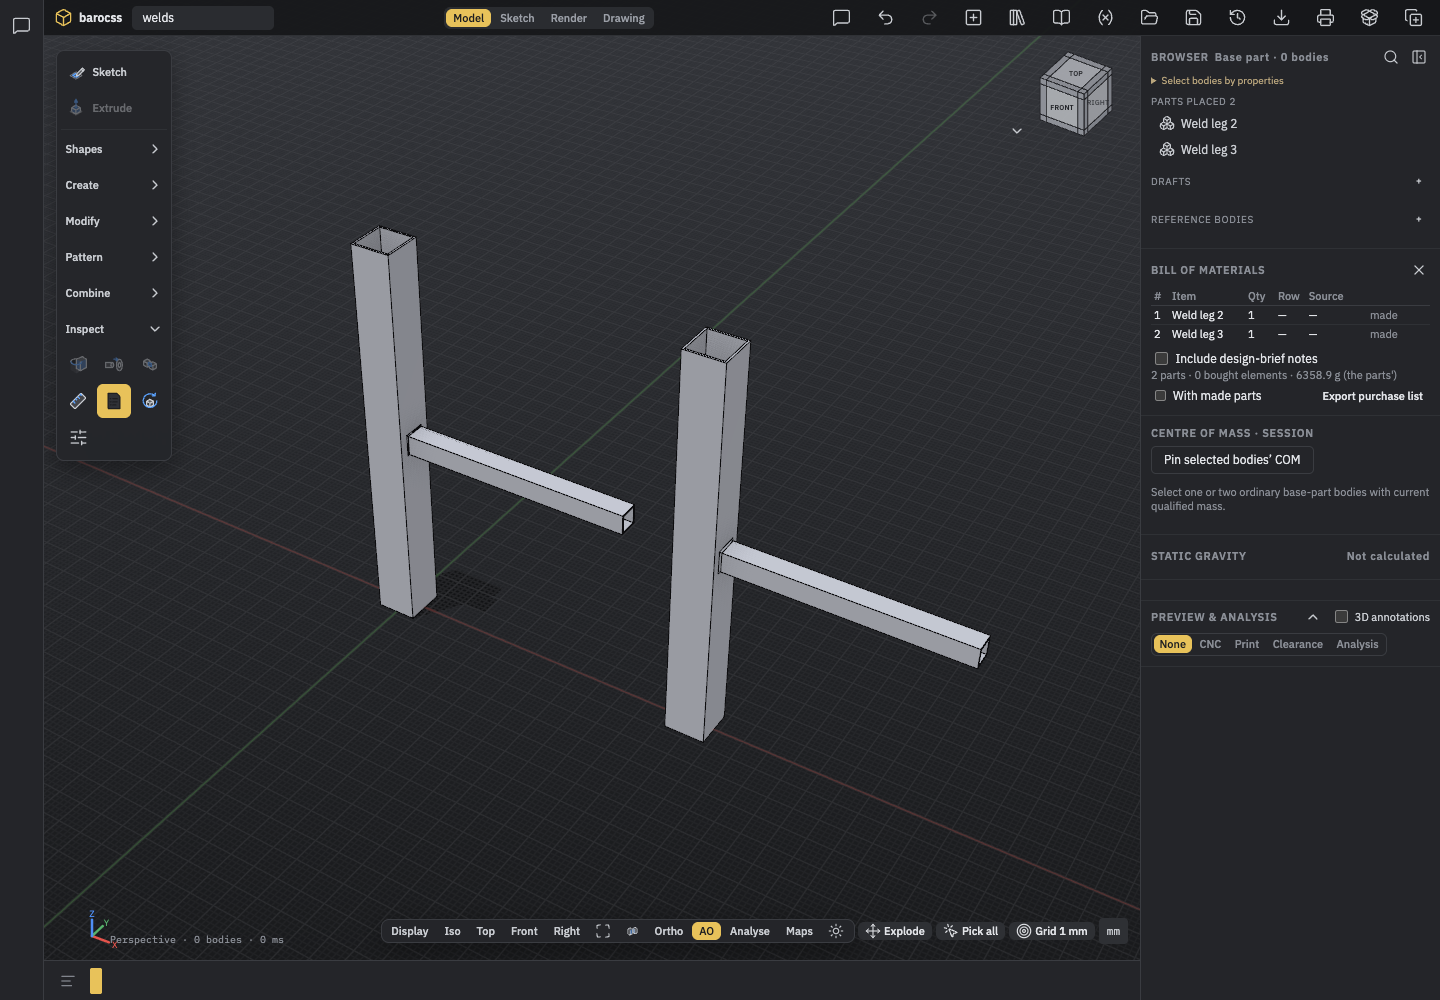 barocss
welds
Model
Sketch
Render
Drawing
Sketch
Extrude
Shapes
Create
Modify
Pattern
Combine
Inspect
TOP
FRONT
RIGHT
BROWSER Base part · 0 bodies
Select bodies by properties
PARTS PLACED 2
Weld leg 2
Weld leg 3
DRAFTS
+
REFERENCE BODIES
+
BILL OF MATERIALS
# Item Qty Row Source
1 Weld leg 2 1 — — made
2 Weld leg 3 1 — — made
Include design-brief notes
2 parts · 0 bought elements · 6358.9 g (the parts')
With made parts
Export purchase list
CENTRE OF MASS · SESSION
Pin selected bodies’ COM
Select one or two ordinary base-part bodies with current
qualified mass.
STATIC GRAVITY Not calculated
PREVIEW & ANALYSIS
3D annotations
None
CNC
Print
Clearance
Analysis
Z
Y
X
Perspective · 0 bodies · 0 ms
Display
Iso
Top
Front
Right
Ortho
AO
Analyse
Maps
Explode
Pick all
Grid 1 mm
mm